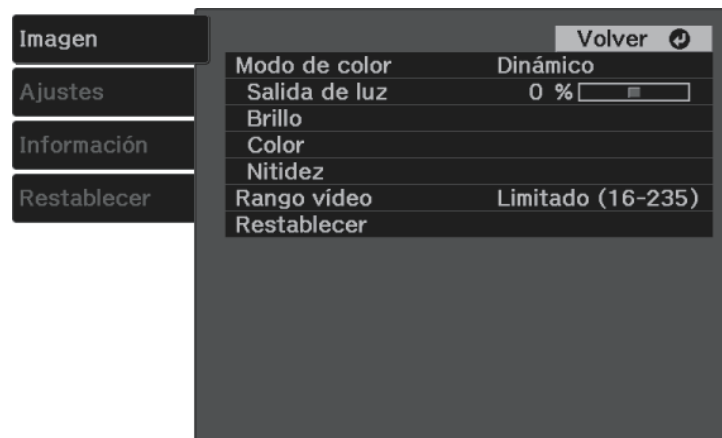 Imagen
Ajustes
Información
Restablecer
Volver
Modo de color Dinámico
Salida de luz 0 %
Brillo
Color
Nitidez
Rango vídeo Limitado (16-235)
Restablecer